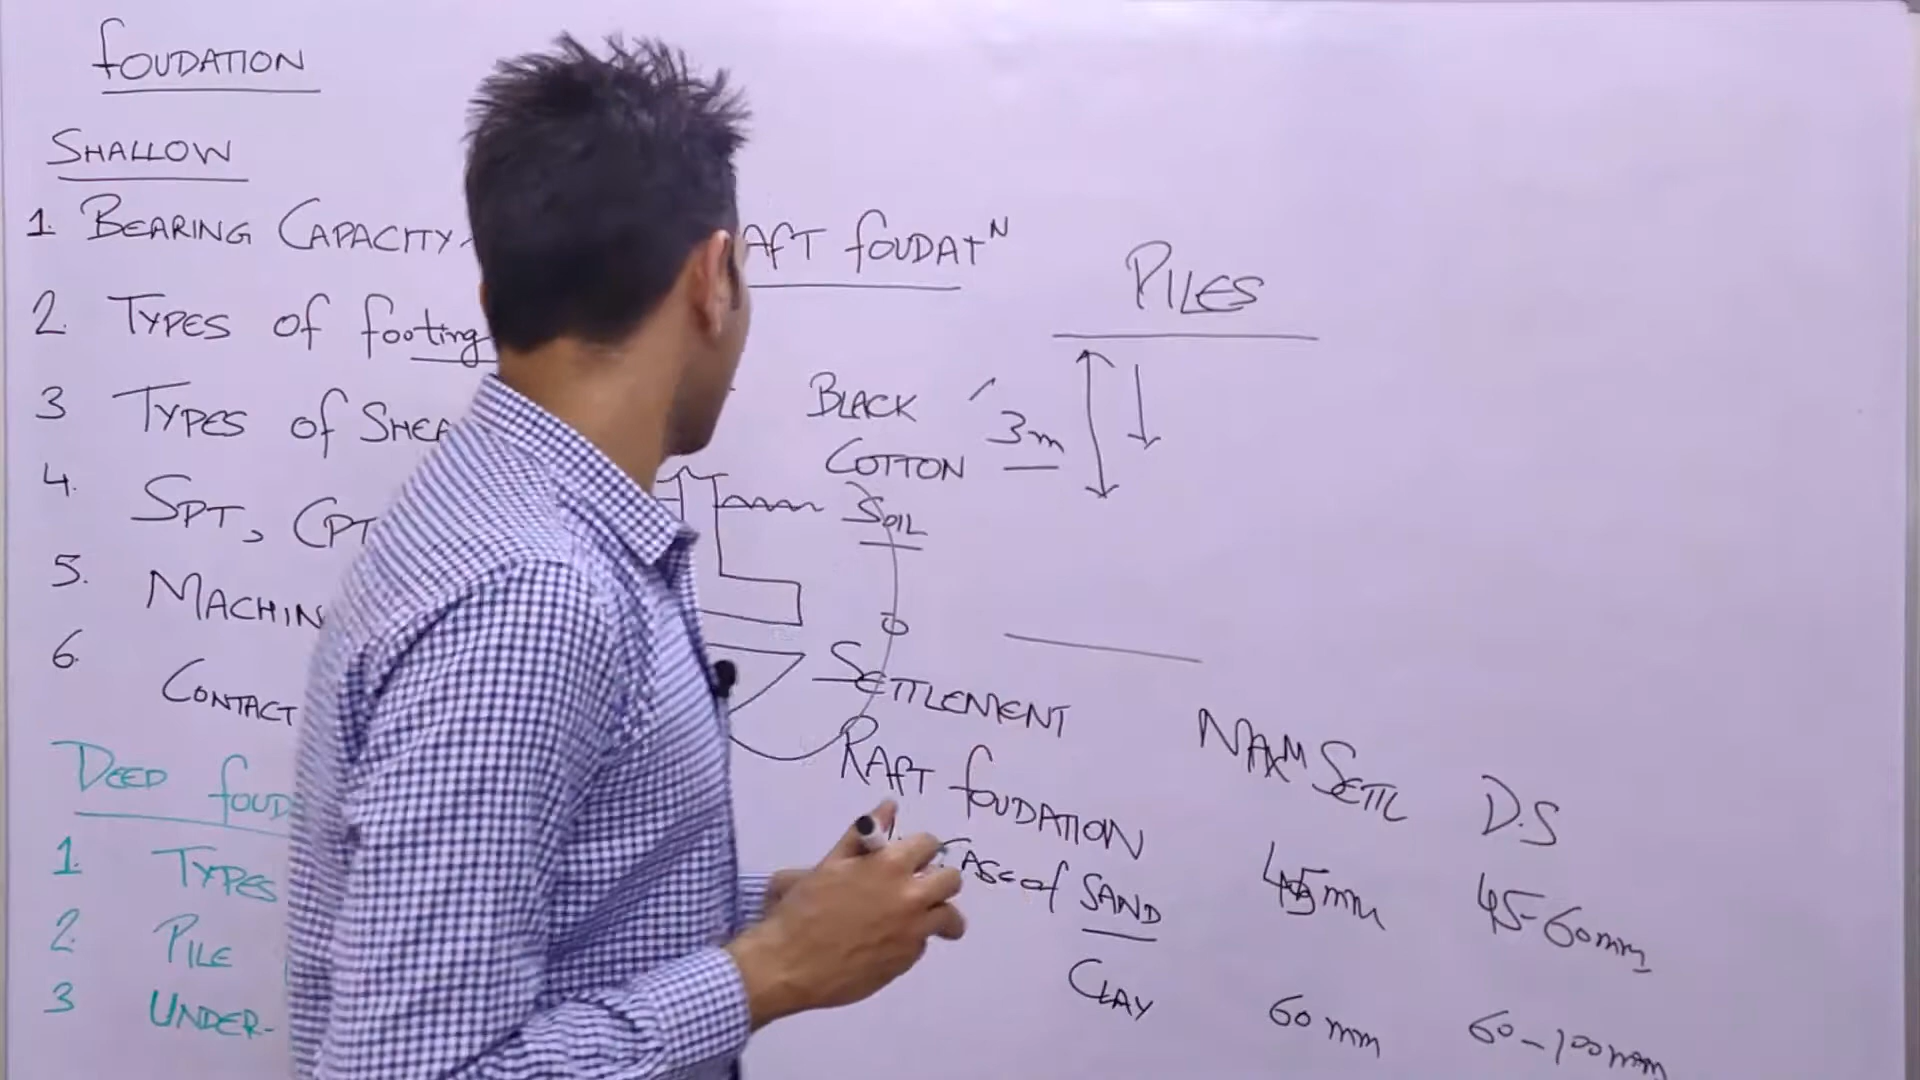 FOUDATION
SHALLOW
1. BEARING CAPACITY,
2. TYPES of footing
3 TYPES of SHEA
4. SPT, CPT
5. MACHIN
6. CONTACT
DEEP foud
1. TYPES
2. PILE
3 UNDER-
AFT FOUDATN
BLACK
COTTON
SOIL
3m
PILES
SETTLEMENT
RAFT FOUDATION
MAXM SETTL D.S
CASE of SAND 45mm 45-60mm
CLAY 60 mm 60-100mm